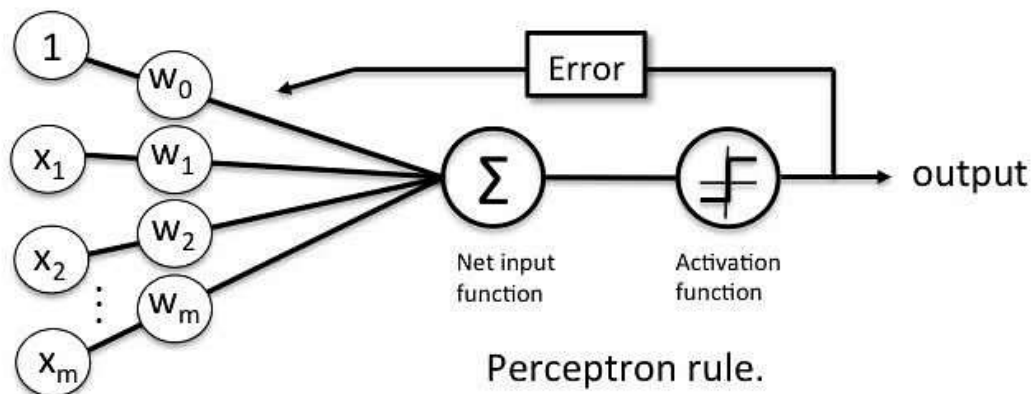 1
w0
Error
x1
w1
Σ
output
x2
w2
Net input
function
Activation
function
⋮
wm
xm
Perceptron rule.